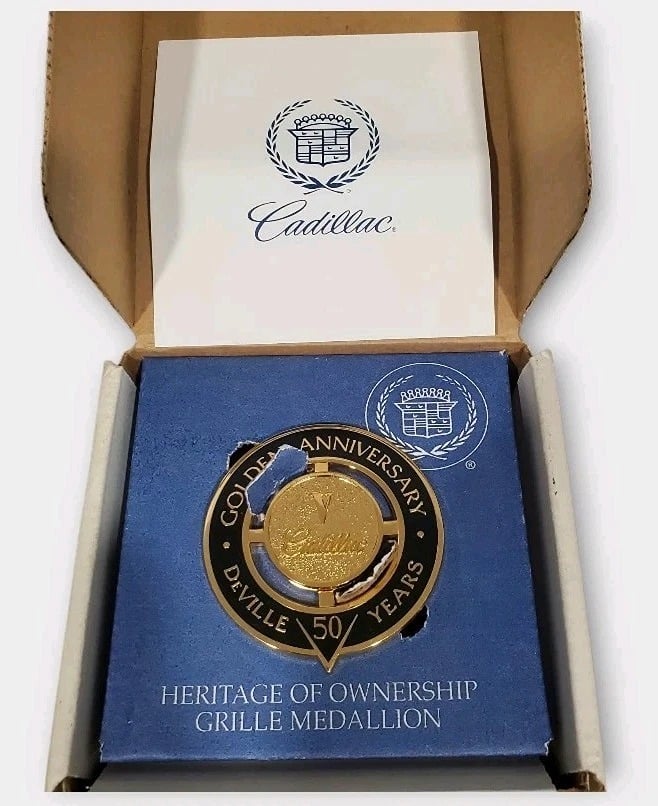 Cadillac®
®
GOLDEN ANNIVERSARY
Cadillac
DEVILLE 50 YEARS
HERITAGE OF OWNERSHIP
GRILLE MEDALLION